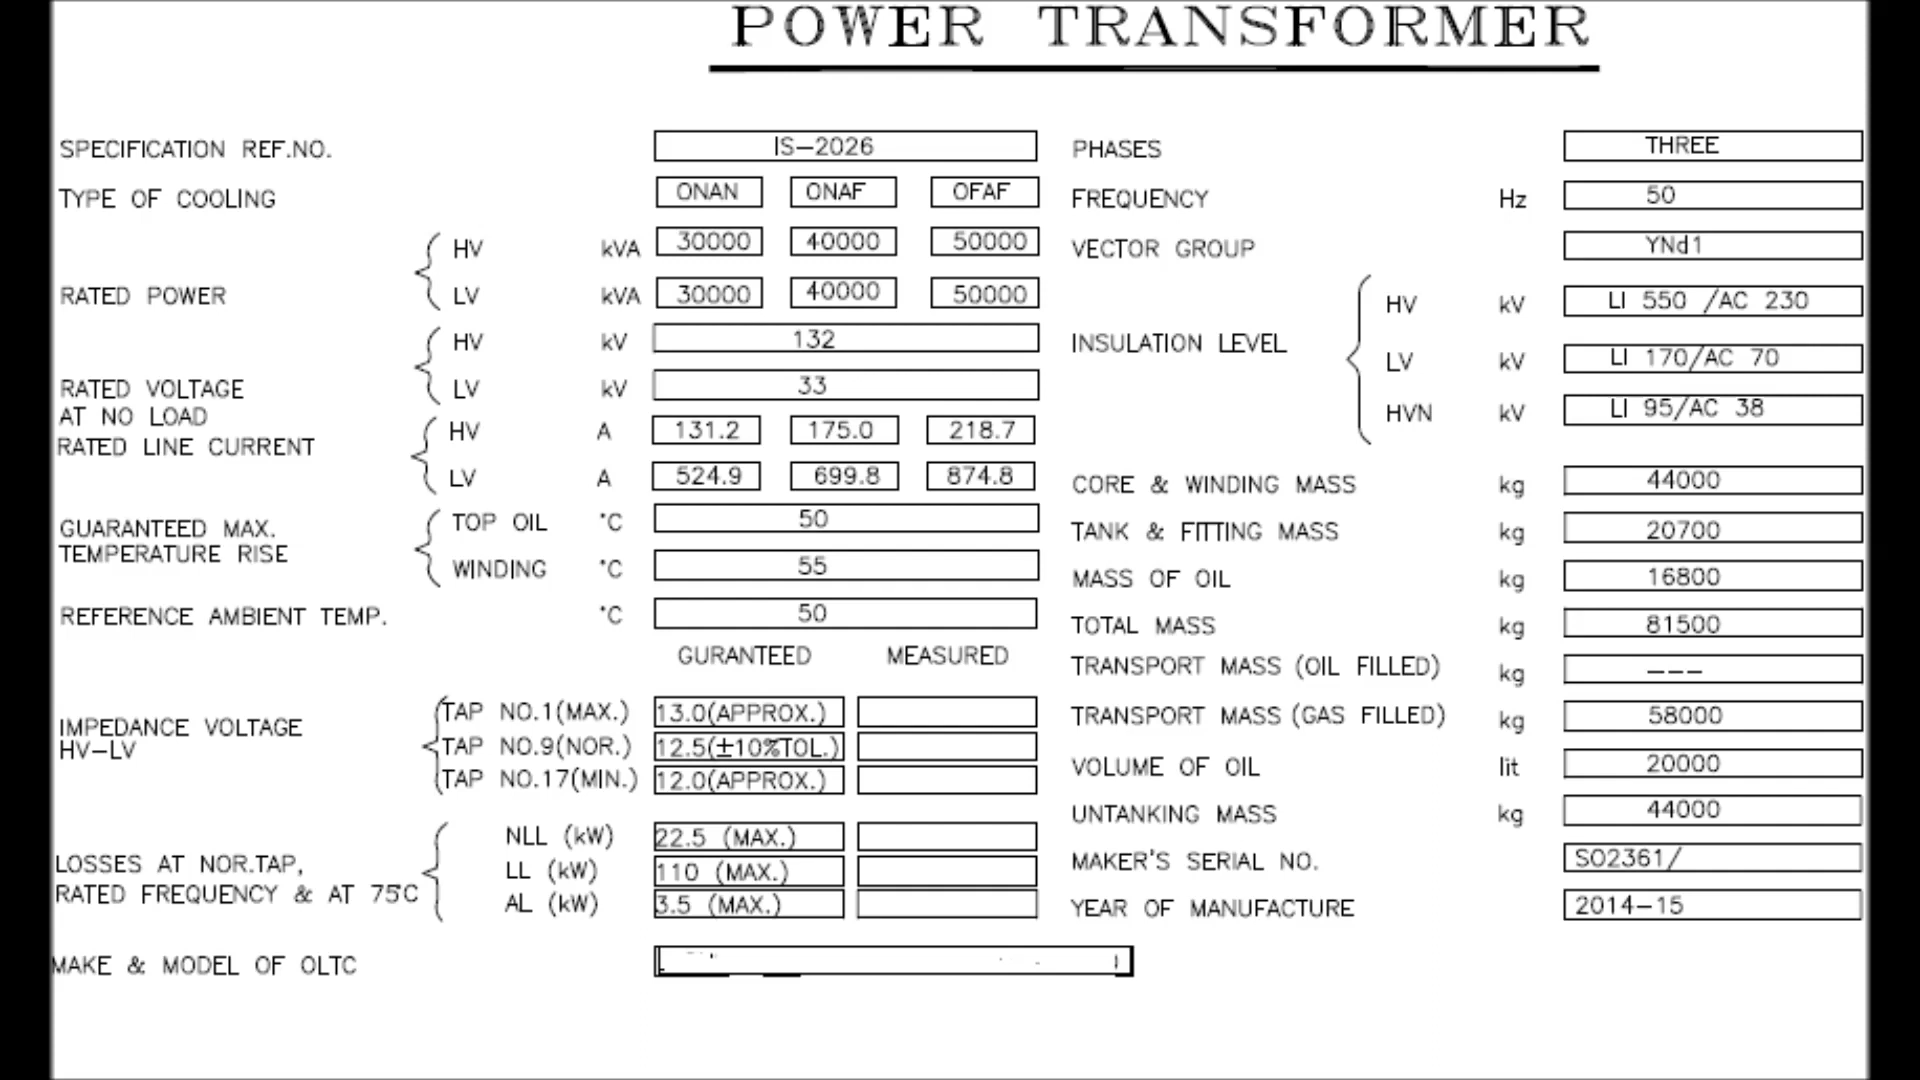 POWER TRANSFORMER
SPECIFICATION REF.NO. IS-2026
TYPE OF COOLING ONAN ONAF OFAF
RATED POWER
HV kVA 30000 40000 50000
LV kVA 30000 40000 50000
RATED VOLTAGE
AT NO LOAD
HV kV 132
LV kV 33
RATED LINE CURRENT
HV A 131.2 175.0 218.7
LV A 524.9 699.8 874.8
GUARANTEED MAX.
TEMPERATURE RISE
TOP OIL °C 50
WINDING °C 55
REFERENCE AMBIENT TEMP. °C 50
GURANTEED MEASURED
IMPEDANCE VOLTAGE
HV-LV
TAP NO.1(MAX.) 13.0(APPROX.)
TAP NO.9(NOR.) 12.5(±10%TOL.)
TAP NO.17(MIN.) 12.0(APPROX.)
LOSSES AT NOR.TAP,
RATED FREQUENCY & AT 75°C
NLL (kW) 22.5 (MAX.)
LL (kW) 110 (MAX.)
AL (kW) 3.5 (MAX.)
MAKE & MODEL OF OLTC
PHASES THREE
FREQUENCY Hz 50
VECTOR GROUP YNd1
INSULATION LEVEL
HV kV LI 550 /AC 230
LV kV LI 170/AC 70
HVN kV LI 95/AC 38
CORE & WINDING MASS kg 44000
TANK & FITTING MASS kg 20700
MASS OF OIL kg 16800
TOTAL MASS kg 81500
TRANSPORT MASS (OIL FILLED) kg ---
TRANSPORT MASS (GAS FILLED) kg 58000
VOLUME OF OIL lit 20000
UNTANKING MASS kg 44000
MAKER'S SERIAL NO. SO2361/
YEAR OF MANUFACTURE 2014-15